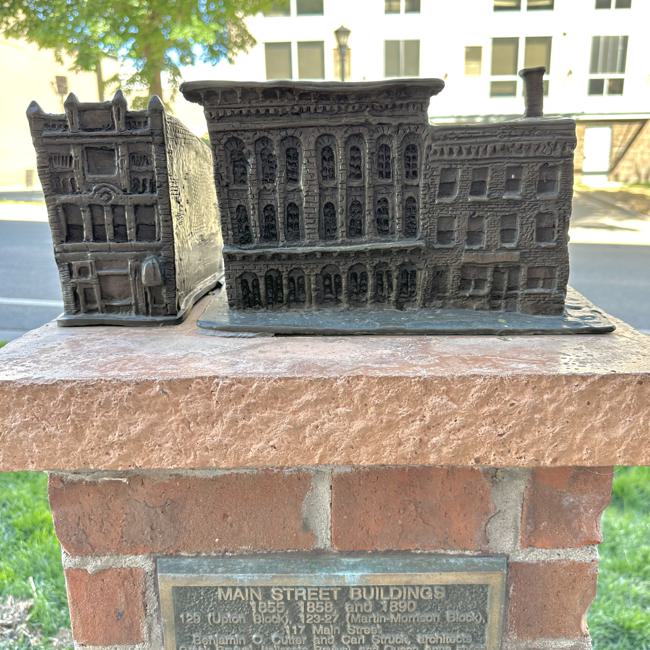 MAIN STREET BUILDINGS
1855, 1858, and 1890
129 (Upton Block), 123-27 (Martin-Morrison Block),
117 Main Street
Benjamin O. Cutter and Carl Struck, architects